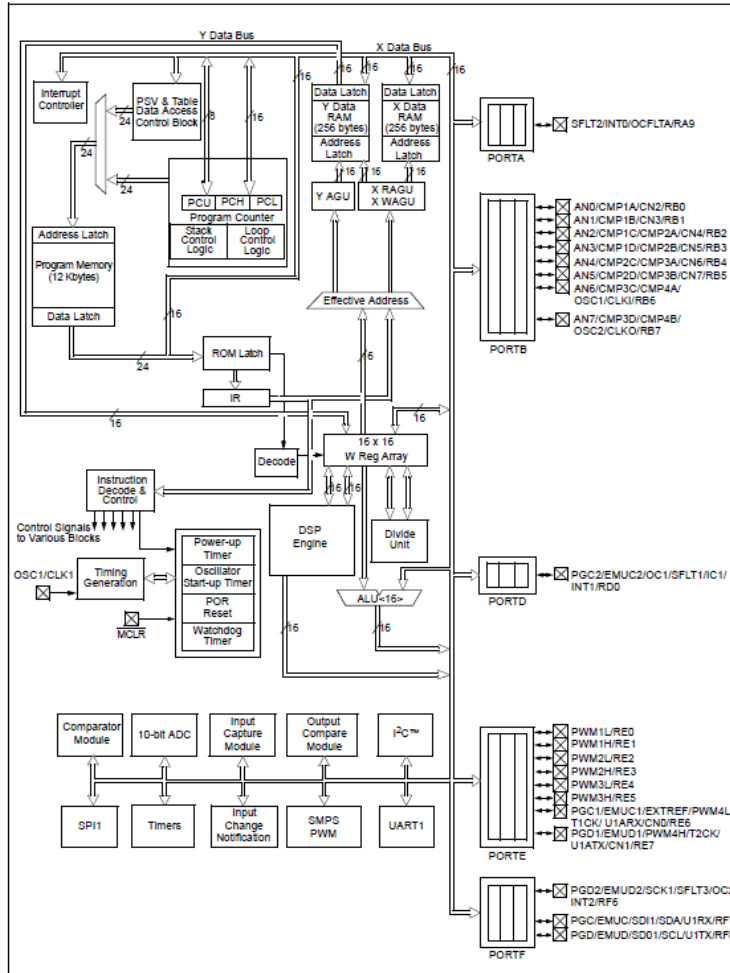 Y Data Bus
X Data Bus
16
16
16
16
16
16
Interrupt
Controller
PSV & Table
Data Access
Control Block
8
16
24
24
24
Data Latch
Y Data
RAM
(256 bytes)
Address
Latch
Data Latch
X Data
RAM
(256 bytes)
Address
Latch
16
16
16
Y AGU
X RAGU
X WAGU
PCU
PCH
PCL
Program Counter
Stack
Control
Logic
Loop
Control
Logic
Address Latch
Program Memory
(12 Kbytes)
Data Latch
Effective Address
16
24
ROM Latch
IR
16
6
16
16 x 16
W Reg Array
Decode
Instruction
Decode &
Control
16
16
Control Signals
to Various Blocks
DSP
Engine
Divide
Unit
Power-up
Timer
Oscillator
Start-up Timer
POR
Reset
Watchdog
Timer
OSC1/CLK1
Timing
Generation
MCLR
ALU<16>
16
16
Comparator
Module
10-bit ADC
Input
Capture
Module
Output
Compare
Module
I²C™
SPI1
Timers
Input
Change
Notification
SMPS
PWM
UART1
PORTA
SFLT2/INT0/OCFLTA/RA9
PORTB
AN0/CMP1A/CN2/RB0
AN1/CMP1B/CN3/RB1
AN2/CMP1C/CMP2A/CN4/RB2
AN3/CMP1D/CMP2B/CN5/RB3
AN4/CMP2C/CMP3A/CN6/RB4
AN5/CMP2D/CMP3B/CN7/RB5
AN6/CMP3C/CMP4A/
OSC1/CLKI/RB6
AN7/CMP3D/CMP4B/
OSC2/CLKO/RB7
PORTD
PGC2/EMUC2/OC1/SFLT1/IC1/
INT1/RD0
PORTE
PWM1L/RE0
PWM1H/RE1
PWM2L/RE2
PWM2H/RE3
PWM3L/RE4
PWM3H/RE5
PGC1/EMUC1/EXTREF/PWM4L
T1CK/ U1ARX/CN0/RE6
PGD1/EMUD1/PWM4H/T2CK/
U1ATX/CN1/RE7
PORTF
PGD2/EMUD2/SCK1/SFLT3/OC2
INT2/RF6
PGC/EMUC/SDI1/SDA/U1RX/RF
PGD/EMUD/SDO1/SCL/U1TX/RF